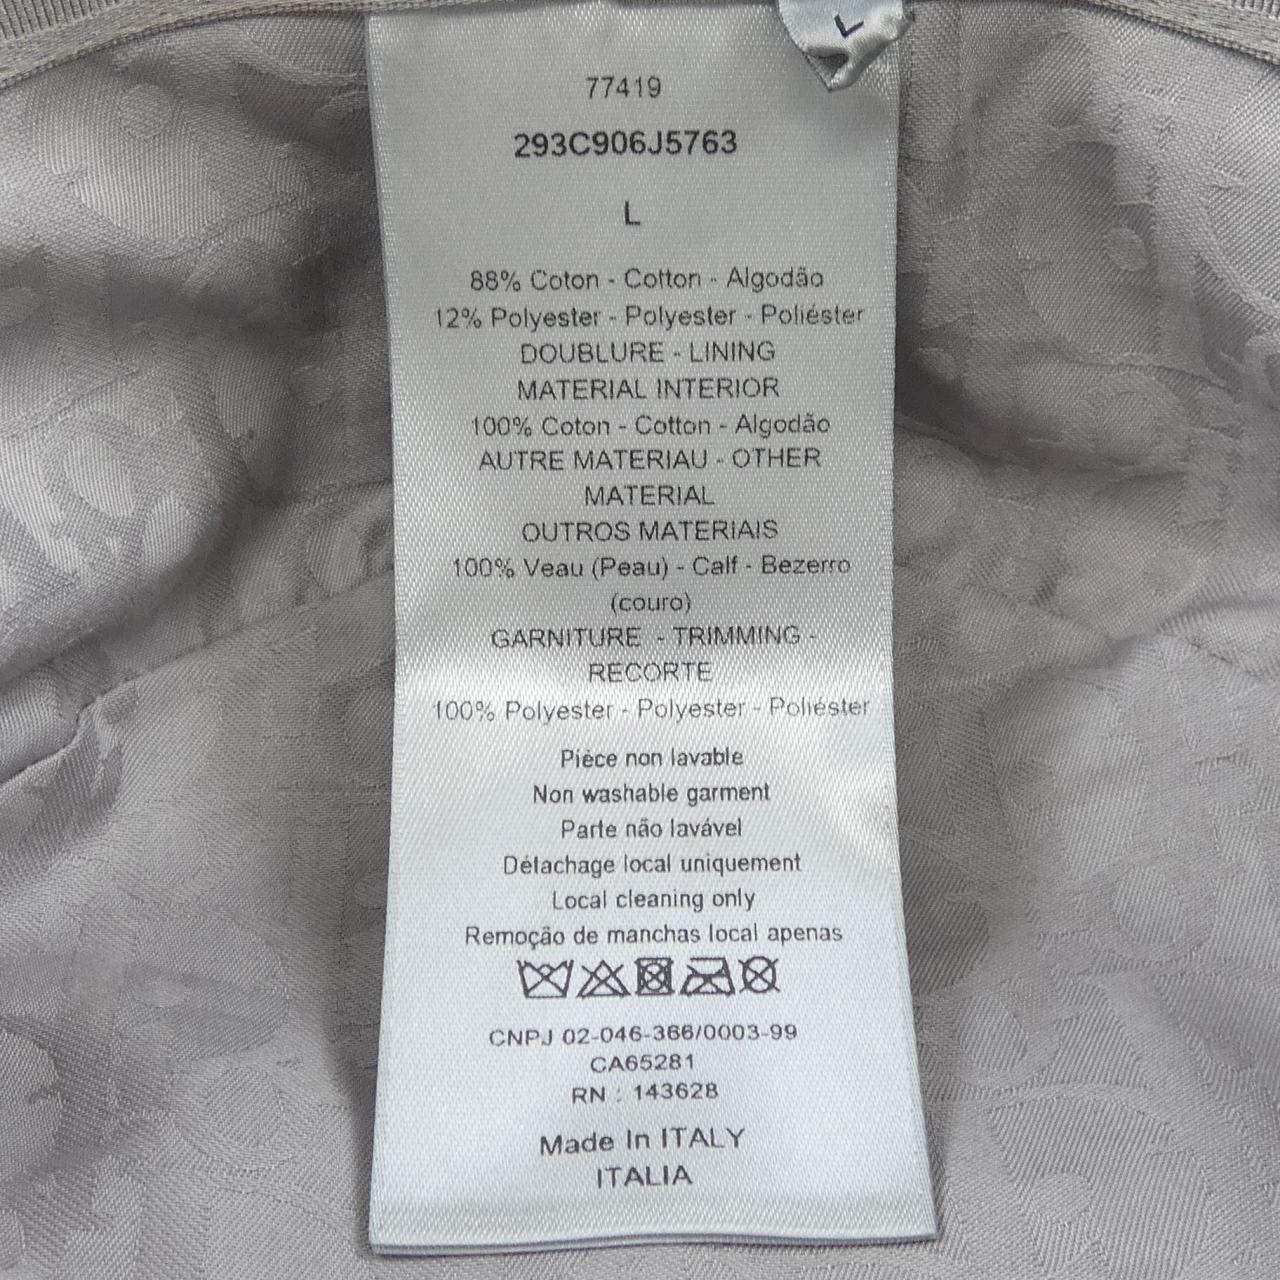 L
77419
293C906J5763
L
88% Coton - Cotton - Algodão
12% Polyester - Polyester - Poliéster
DOUBLURE - LINING
MATERIAL INTERIOR
100% Coton - Cotton - Algodão
AUTRE MATERIAU - OTHER
MATERIAL
OUTROS MATERIAIS
100% Veau (Peau) - Calf - Bezerro
(couro)
GARNITURE - TRIMMING -
RECORTE
100% Polyester - Polyester - Poliéster
Pièce non lavable
Non washable garment
Parte não lavável
Détachage local uniquement
Local cleaning only
Remoção de manchas local apenas
CNPJ 02-046-366/0003-99
CA65281
RN : 143628
Made In ITALY
ITALIA